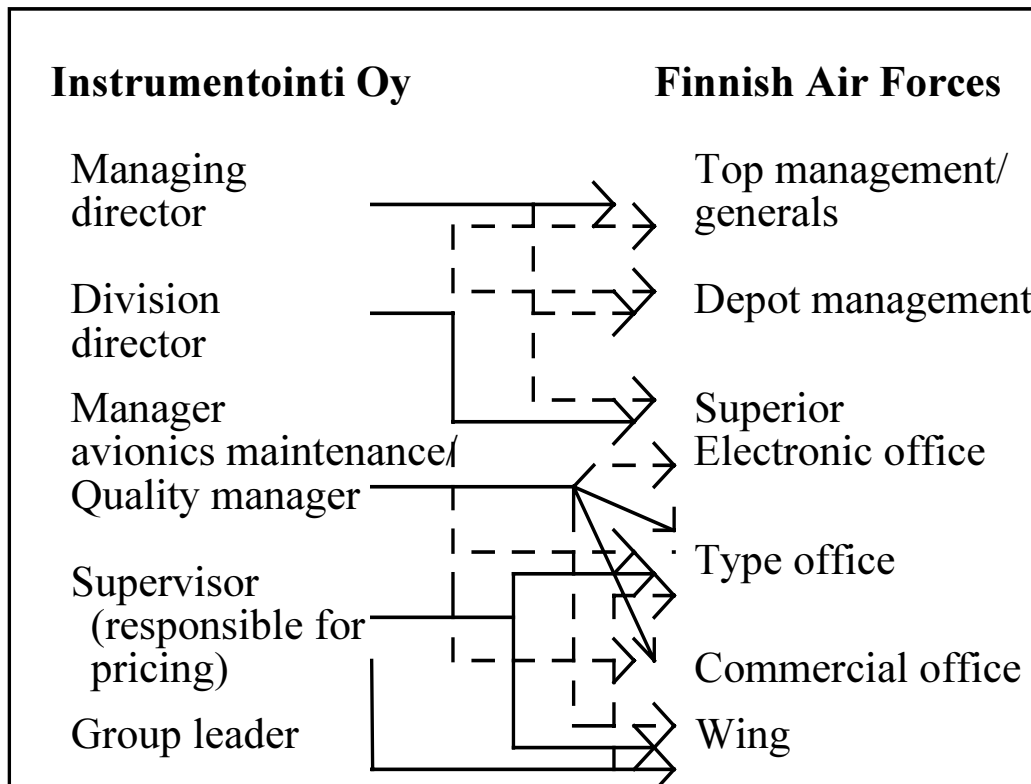 Instrumentointi Oy
Finnish Air Forces
Managing
director
Top management/
generals
Division
director
Depot management
Manager
avionics maintenance/
Quality manager
Superior
Electronic office
Type office
Supervisor
(responsible for
pricing)
Commercial office
Group leader
Wing